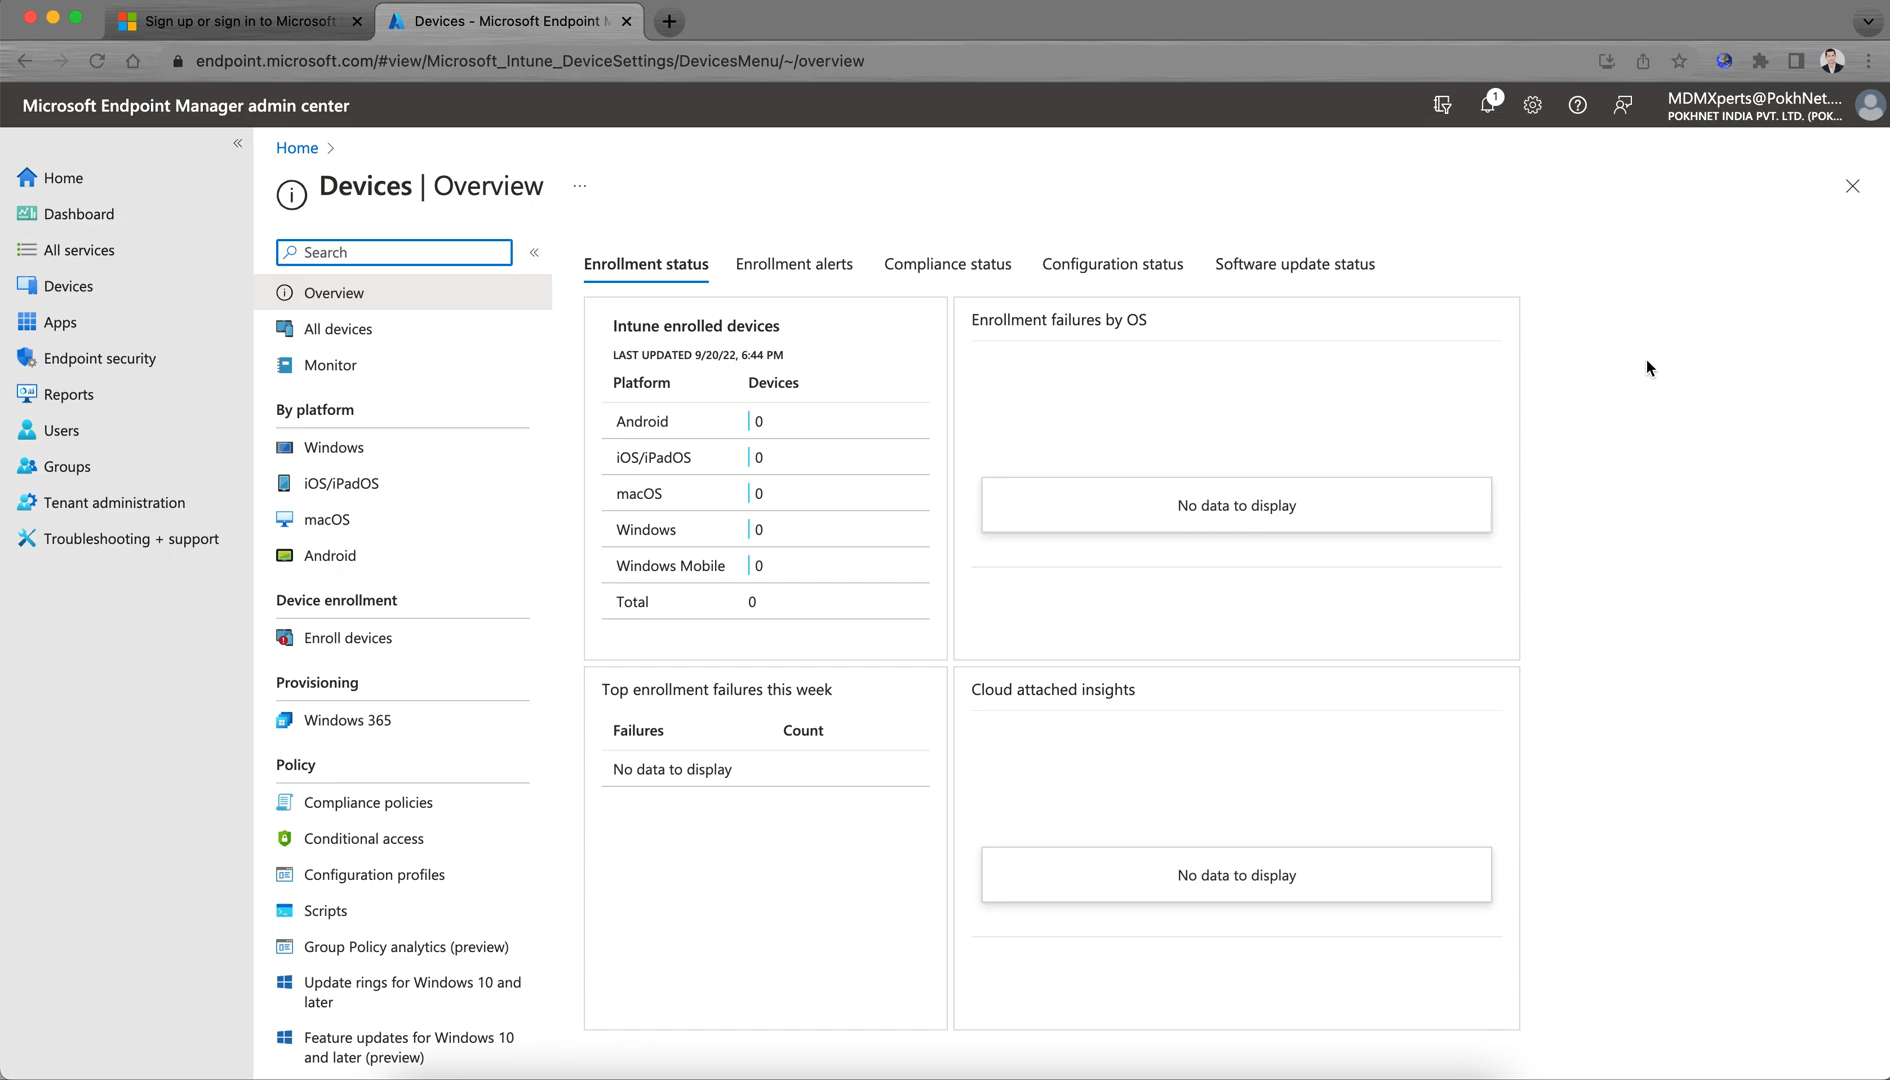 Sign up or sign in to Microsoft
Devices - Microsoft Endpoint M
endpoint.microsoft.com/#view/Microsoft_Intune_DeviceSettings/DevicesMenu/~/overview
Microsoft Endpoint Manager admin center
1
MDMXperts@PokhNet....
POKHNET INDIA PVT. LTD. (POK...
Home
Dashboard
All services
Devices
Apps
Endpoint security
Reports
Users
Groups
Tenant administration
Troubleshooting + support
Home
Devices | Overview
Search
Overview
All devices
Monitor
By platform
Windows
iOS/iPadOS
macOS
Android
Device enrollment
Enroll devices
Provisioning
Windows 365
Policy
Compliance policies
Conditional access
Configuration profiles
Scripts
Group Policy analytics (preview)
Update rings for Windows 10 and
later
Feature updates for Windows 10
and later (preview)
Enrollment status
Enrollment alerts
Compliance status
Configuration status
Software update status
Intune enrolled devices
LAST UPDATED 9/20/22, 6:44 PM
Platform Devices
Android 0
iOS/iPadOS 0
macOS 0
Windows 0
Windows Mobile 0
Total 0
Enrollment failures by OS
No data to display
Top enrollment failures this week
Failures Count
No data to display
Cloud attached insights
No data to display